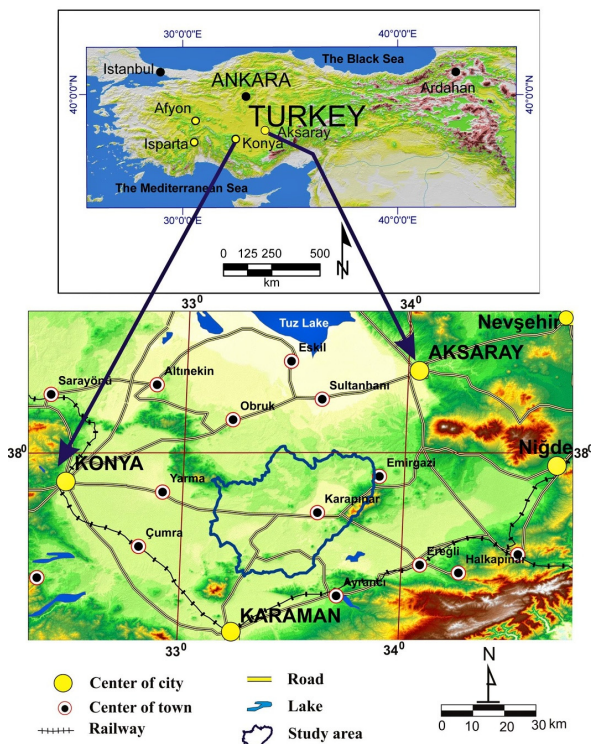 30°0'0"E
40°0'0"E
The Black Sea
Istanbul
ANKARA
Ardahan
40°0'0"N
40°0'0"N
Afyon
TURKEY
Aksaray
Isparta
Konya
The Mediterranean Sea
30°0'0"E
40°0'0"E
0 125 250 500
km
N
33⁰
34⁰
Tuz Lake
Nevşehir
Eskil
AKSARAY
Sarayönü
Altınekin
Sultanhanı
Obruk
38⁰
38⁰
KONYA
Niğde
Emirgazi
Yarma
Karapınar
Çumra
Ereğli
Halkapınar
Ayrancı
KARAMAN
33⁰
34⁰
Center of city
Road
N
Center of town
Lake
Railway
Study area
0 10 20 30 km